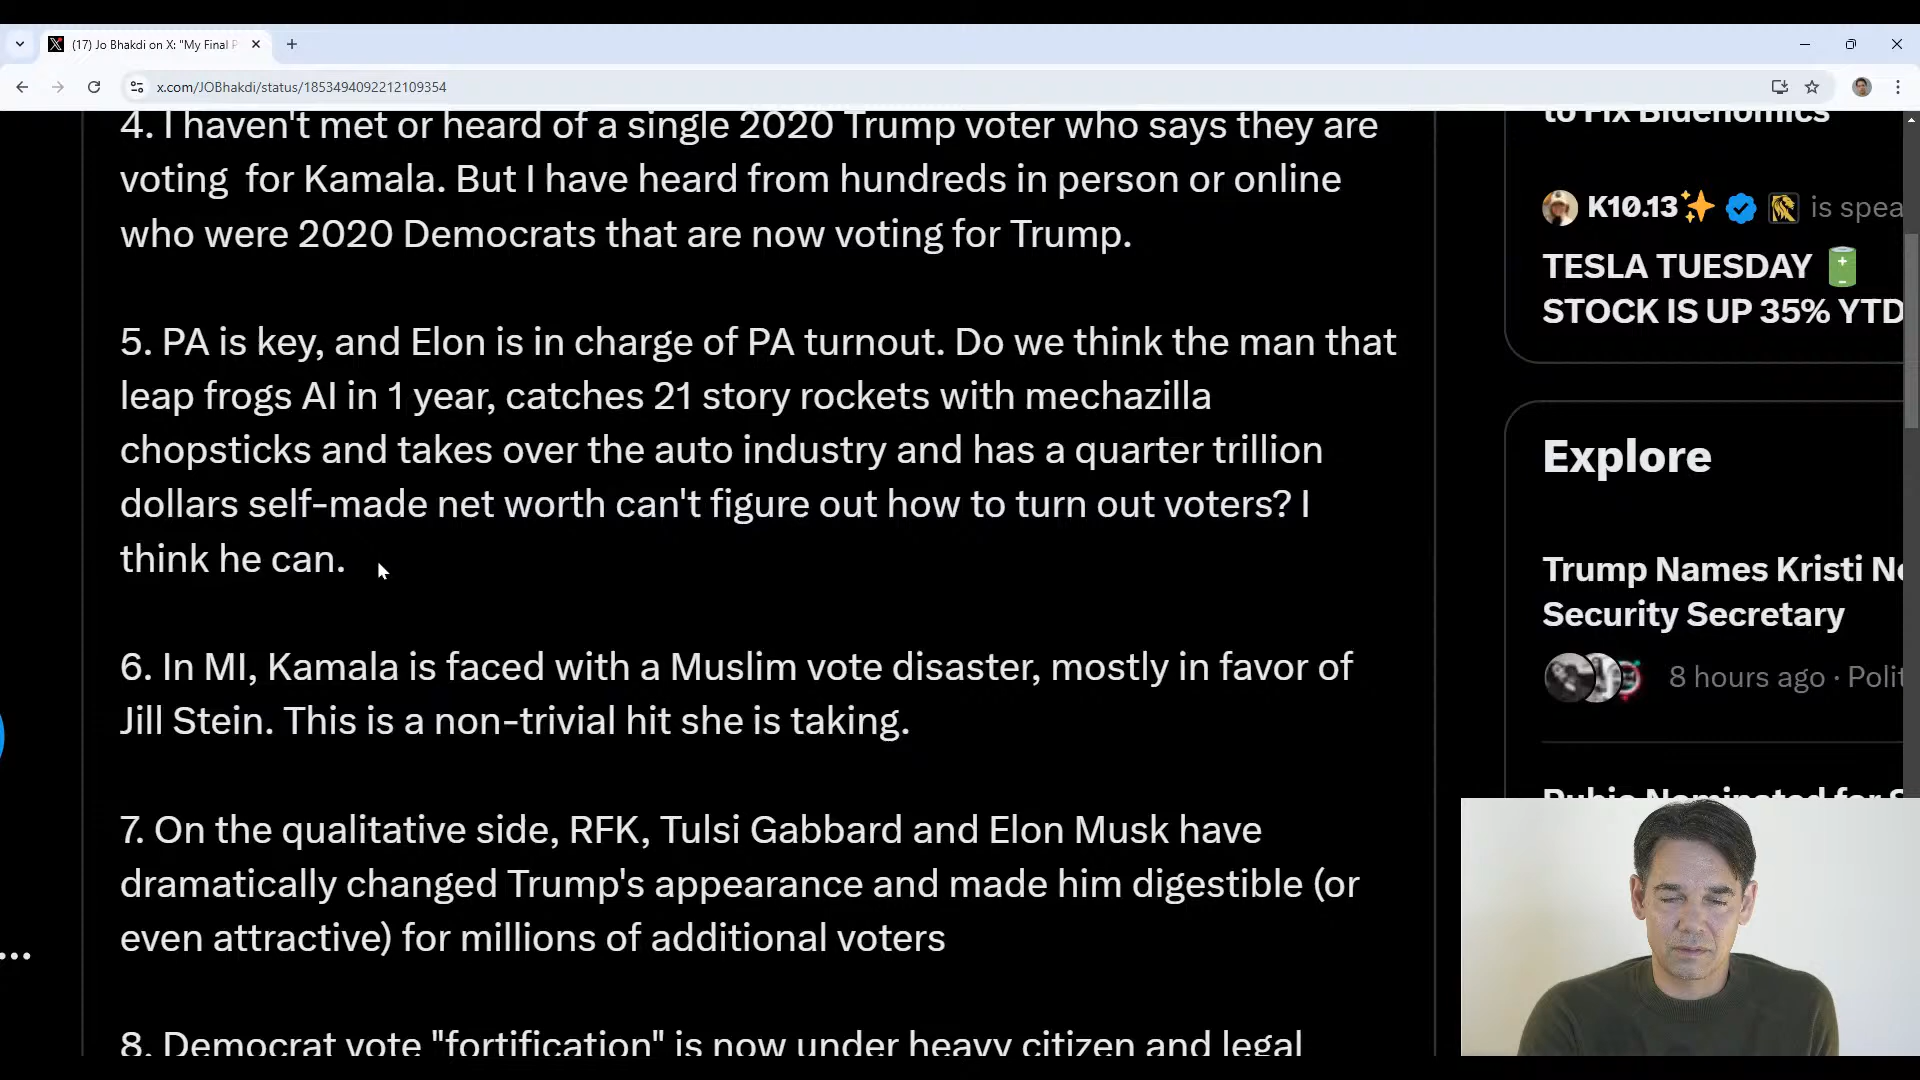 (17) Jo Bhakdi on X: "My Final P
x.com/JOBhakdi/status/1853494092212109354
4. I haven't met or heard of a single 2020 Trump voter who says they are
voting for Kamala. But I have heard from hundreds in person or online
who were 2020 Democrats that are now voting for Trump.
5. PA is key, and Elon is in charge of PA turnout. Do we think the man that
leap frogs AI in 1 year, catches 21 story rockets with mechazilla
chopsticks and takes over the auto industry and has a quarter trillion
dollars self-made net worth can't figure out how to turn out voters? I
think he can.
6. In MI, Kamala is faced with a Muslim vote disaster, mostly in favor of
Jill Stein. This is a non-trivial hit she is taking.
7. On the qualitative side, RFK, Tulsi Gabbard and Elon Musk have
dramatically changed Trump's appearance and made him digestible (or
even attractive) for millions of additional voters
8. Democrat vote "fortification" is now under heavy citizen and legal
to Fix Bidenomics
K10.13✨ is spea
TESLA TUESDAY 🔋
STOCK IS UP 35% YTD
Explore
Trump Names Kristi No
Security Secretary
8 hours ago · Polit
Rubio Nominated for S